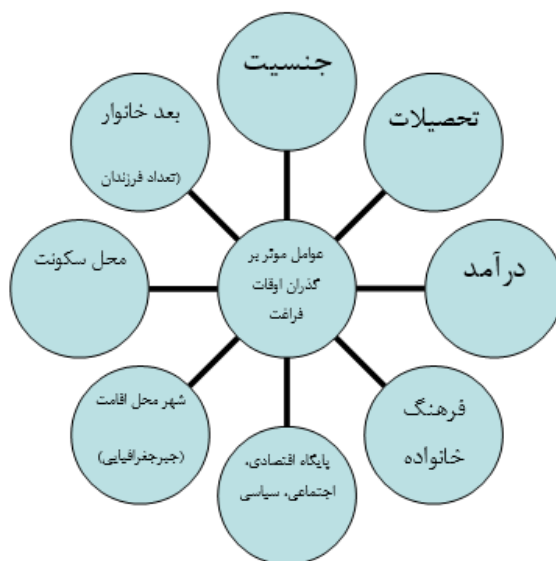 جنسیت
تحصیلات
درآمد
فرهنگ
خانواده
پایگاه اقتصادی،
اجتماعی، سیاسی
شهر محل اقامت
(جبرجغرافیایی)
محل سکونت
بعد خانوار
(تعداد فرزندان
عوامل موثر بر
گذران اوقات
فراغت